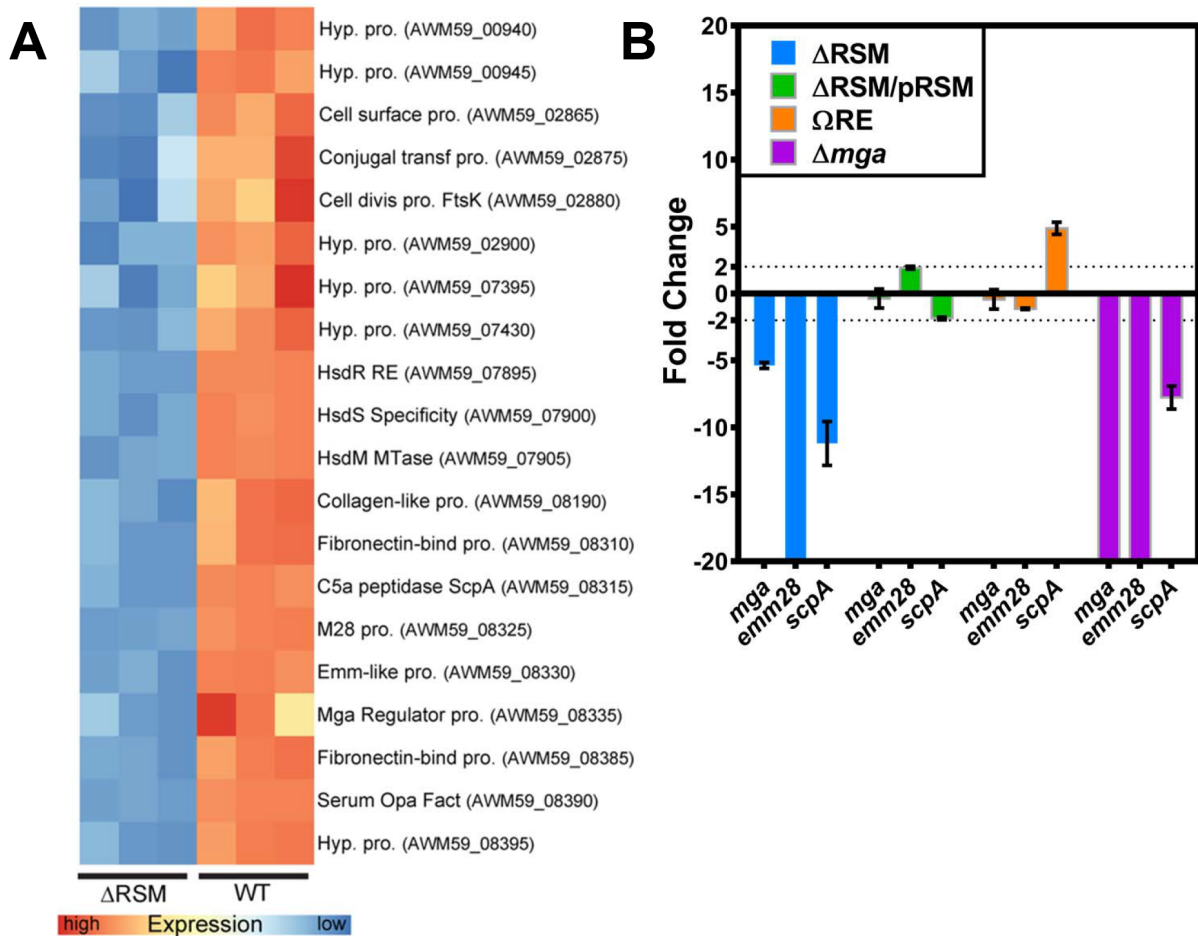 A
Hyp. pro. (AWM59_00940)
Hyp. pro. (AWM59_00945)
Cell surface pro. (AWM59_02865)
Conjugal transf pro. (AWM59_02875)
Cell divis pro. FtsK (AWM59_02880)
Hyp. pro. (AWM59_02900)
Hyp. pro. (AWM59_07395)
Hyp. pro. (AWM59_07430)
HsdR RE (AWM59_07895)
HsdS Specificity (AWM59_07900)
HsdM MTase (AWM59_07905)
Collagen-like pro. (AWM59_08190)
Fibronectin-bind pro. (AWM59_08310)
C5a peptidase ScpA (AWM59_08315)
M28 pro. (AWM59_08325)
Emm-like pro. (AWM59_08330)
Mga Regulator pro. (AWM59_08335)
Fibronectin-bind pro. (AWM59_08385)
Serum Opa Fact (AWM59_08390)
Hyp. pro. (AWM59_08395)
ΔRSM WT
high Expression low
B
ΔRSM
ΔRSM/pRSM
ΩRE
Δmga
Fold Change
20
15
10
5
2
0
-2
-5
-10
-15
-20
mga emm28 scpA mga emm28 scpA mga emm28 scpA mga emm28 scpA